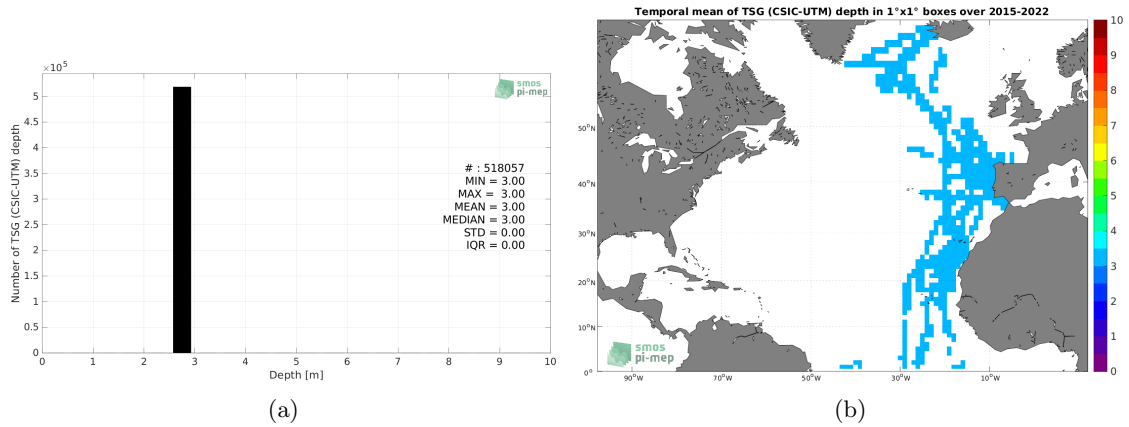 ×10⁵
5
4.5
4
3.5
3
2.5
2
1.5
1
0.5
0
Number of TSG (CSIC-UTM) depth
smos
pi-mep
# : 518057
MIN = 3.00
MAX = 3.00
MEAN = 3.00
MEDIAN = 3.00
STD = 0.00
IQR = 0.00
0 1 2 3 4 5 6 7 8 9 10
Depth [m]
(a)
Temporal mean of TSG (CSIC-UTM) depth in 1°x1° boxes over 2015-2022
50°N
40°N
30°N
20°N
10°N
0°
90°W 70°W 50°W 30°W 10°W
smos
pi-mep
10
9
8
7
6
5
4
3
2
1
0
(b)